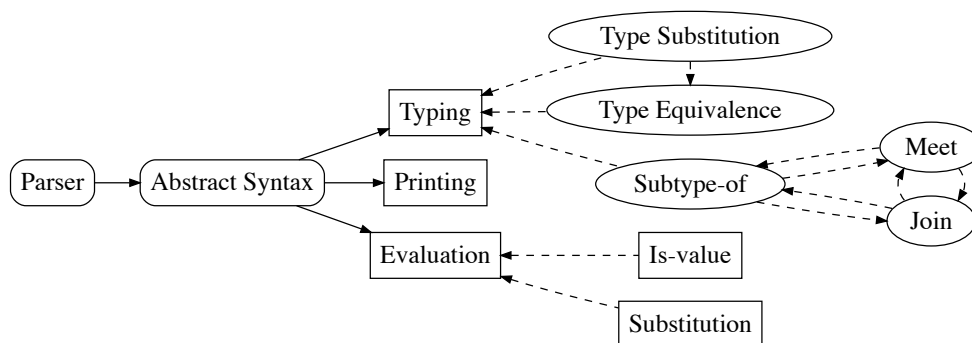 Type Substitution
Typing
Type Equivalence
Meet
Parser
Abstract Syntax
Printing
Subtype-of
Join
Evaluation
Is-value
Substitution